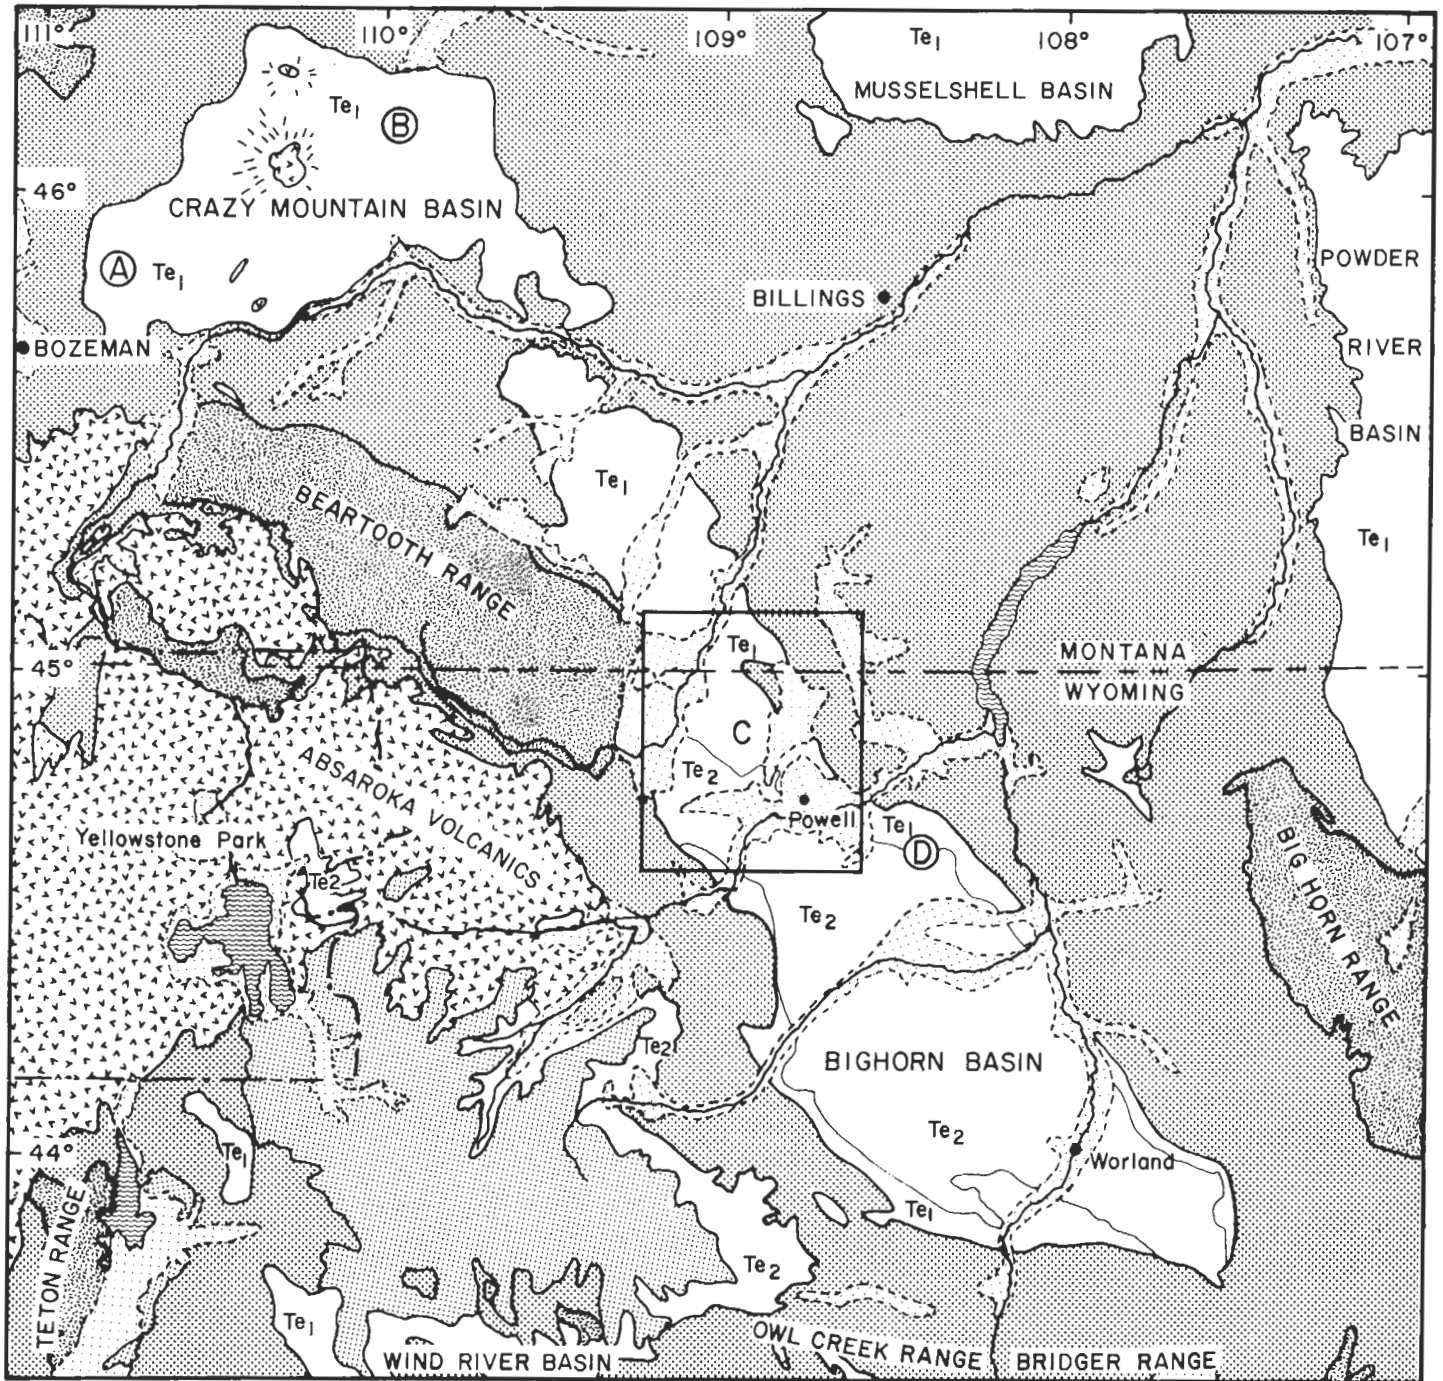 111°
110°
109°
Te1
108°
107°
MUSSELSHELL BASIN
Te1
B
46°
CRAZY MOUNTAIN BASIN
A
Te1
POWDER
BILLINGS
BOZEMAN
RIVER
BASIN
Te1
BEARTOOTH RANGE
Te1
Te1
45°
MONTANA
WYOMING
C
Te2
ABSAROKA VOLCANICS
Powell
Te1
D
Yellowstone Park
Te2
BIG HORN RANGE
Te2
Te2
BIGHORN BASIN
Te2
44°
Te1
Worland
TETON RANGE
Te1
Te2
Te1
WIND RIVER BASIN
OWL CREEK RANGE
BRIDGER RANGE